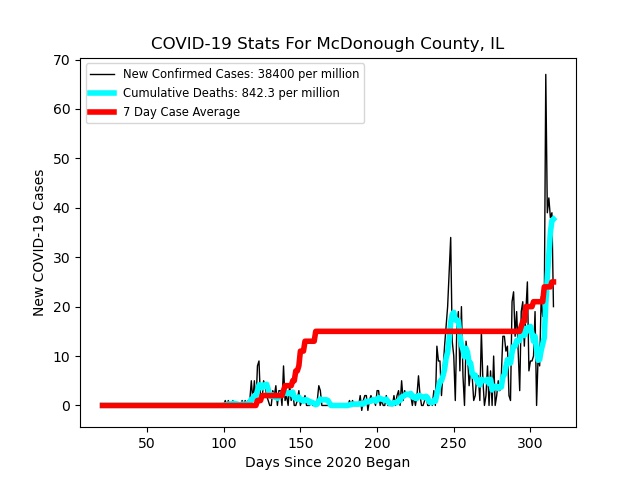 COVID-19 Stats For McDonough County, IL
New Confirmed Cases: 38400 per million
Cumulative Deaths: 842.3 per million
7 Day Case Average
New COVID-19 Cases
70
60
50
40
30
20
10
0
50 100 150 200 250 300
Days Since 2020 Began